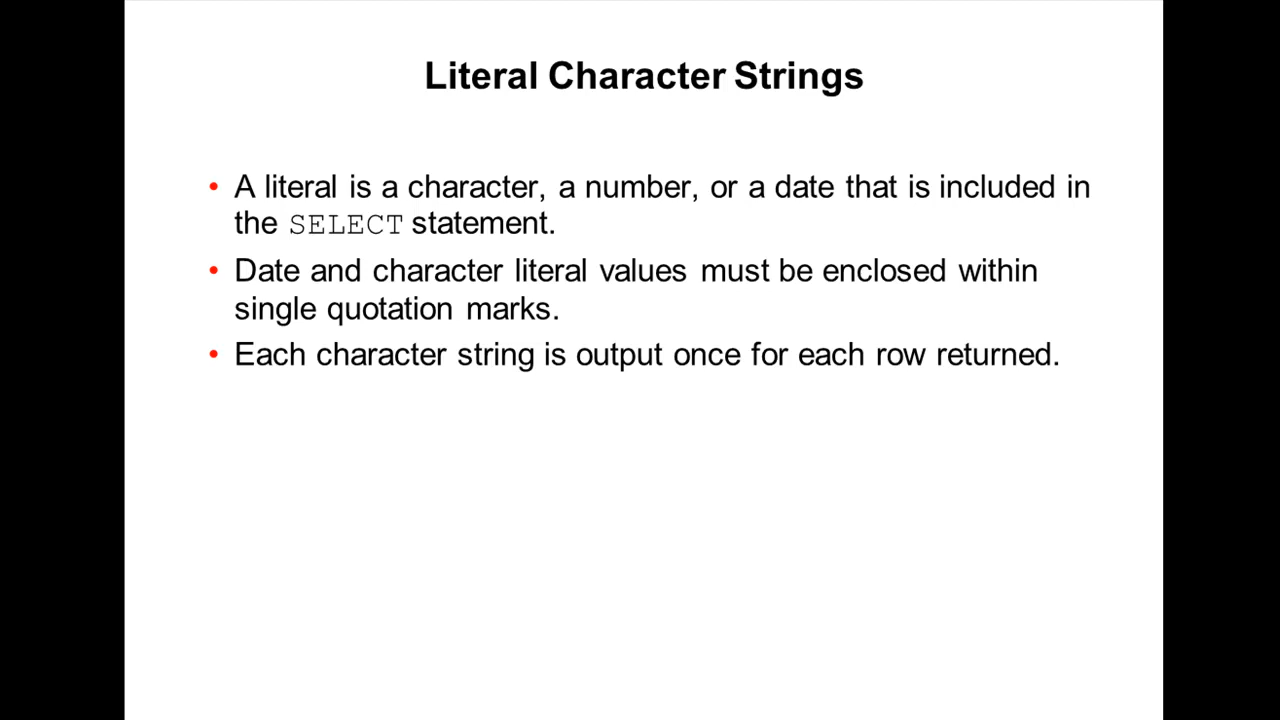 Literal Character Strings
• A literal is a character, a number, or a date that is included in
the SELECT statement.
• Date and character literal values must be enclosed within
single quotation marks.
• Each character string is output once for each row returned.